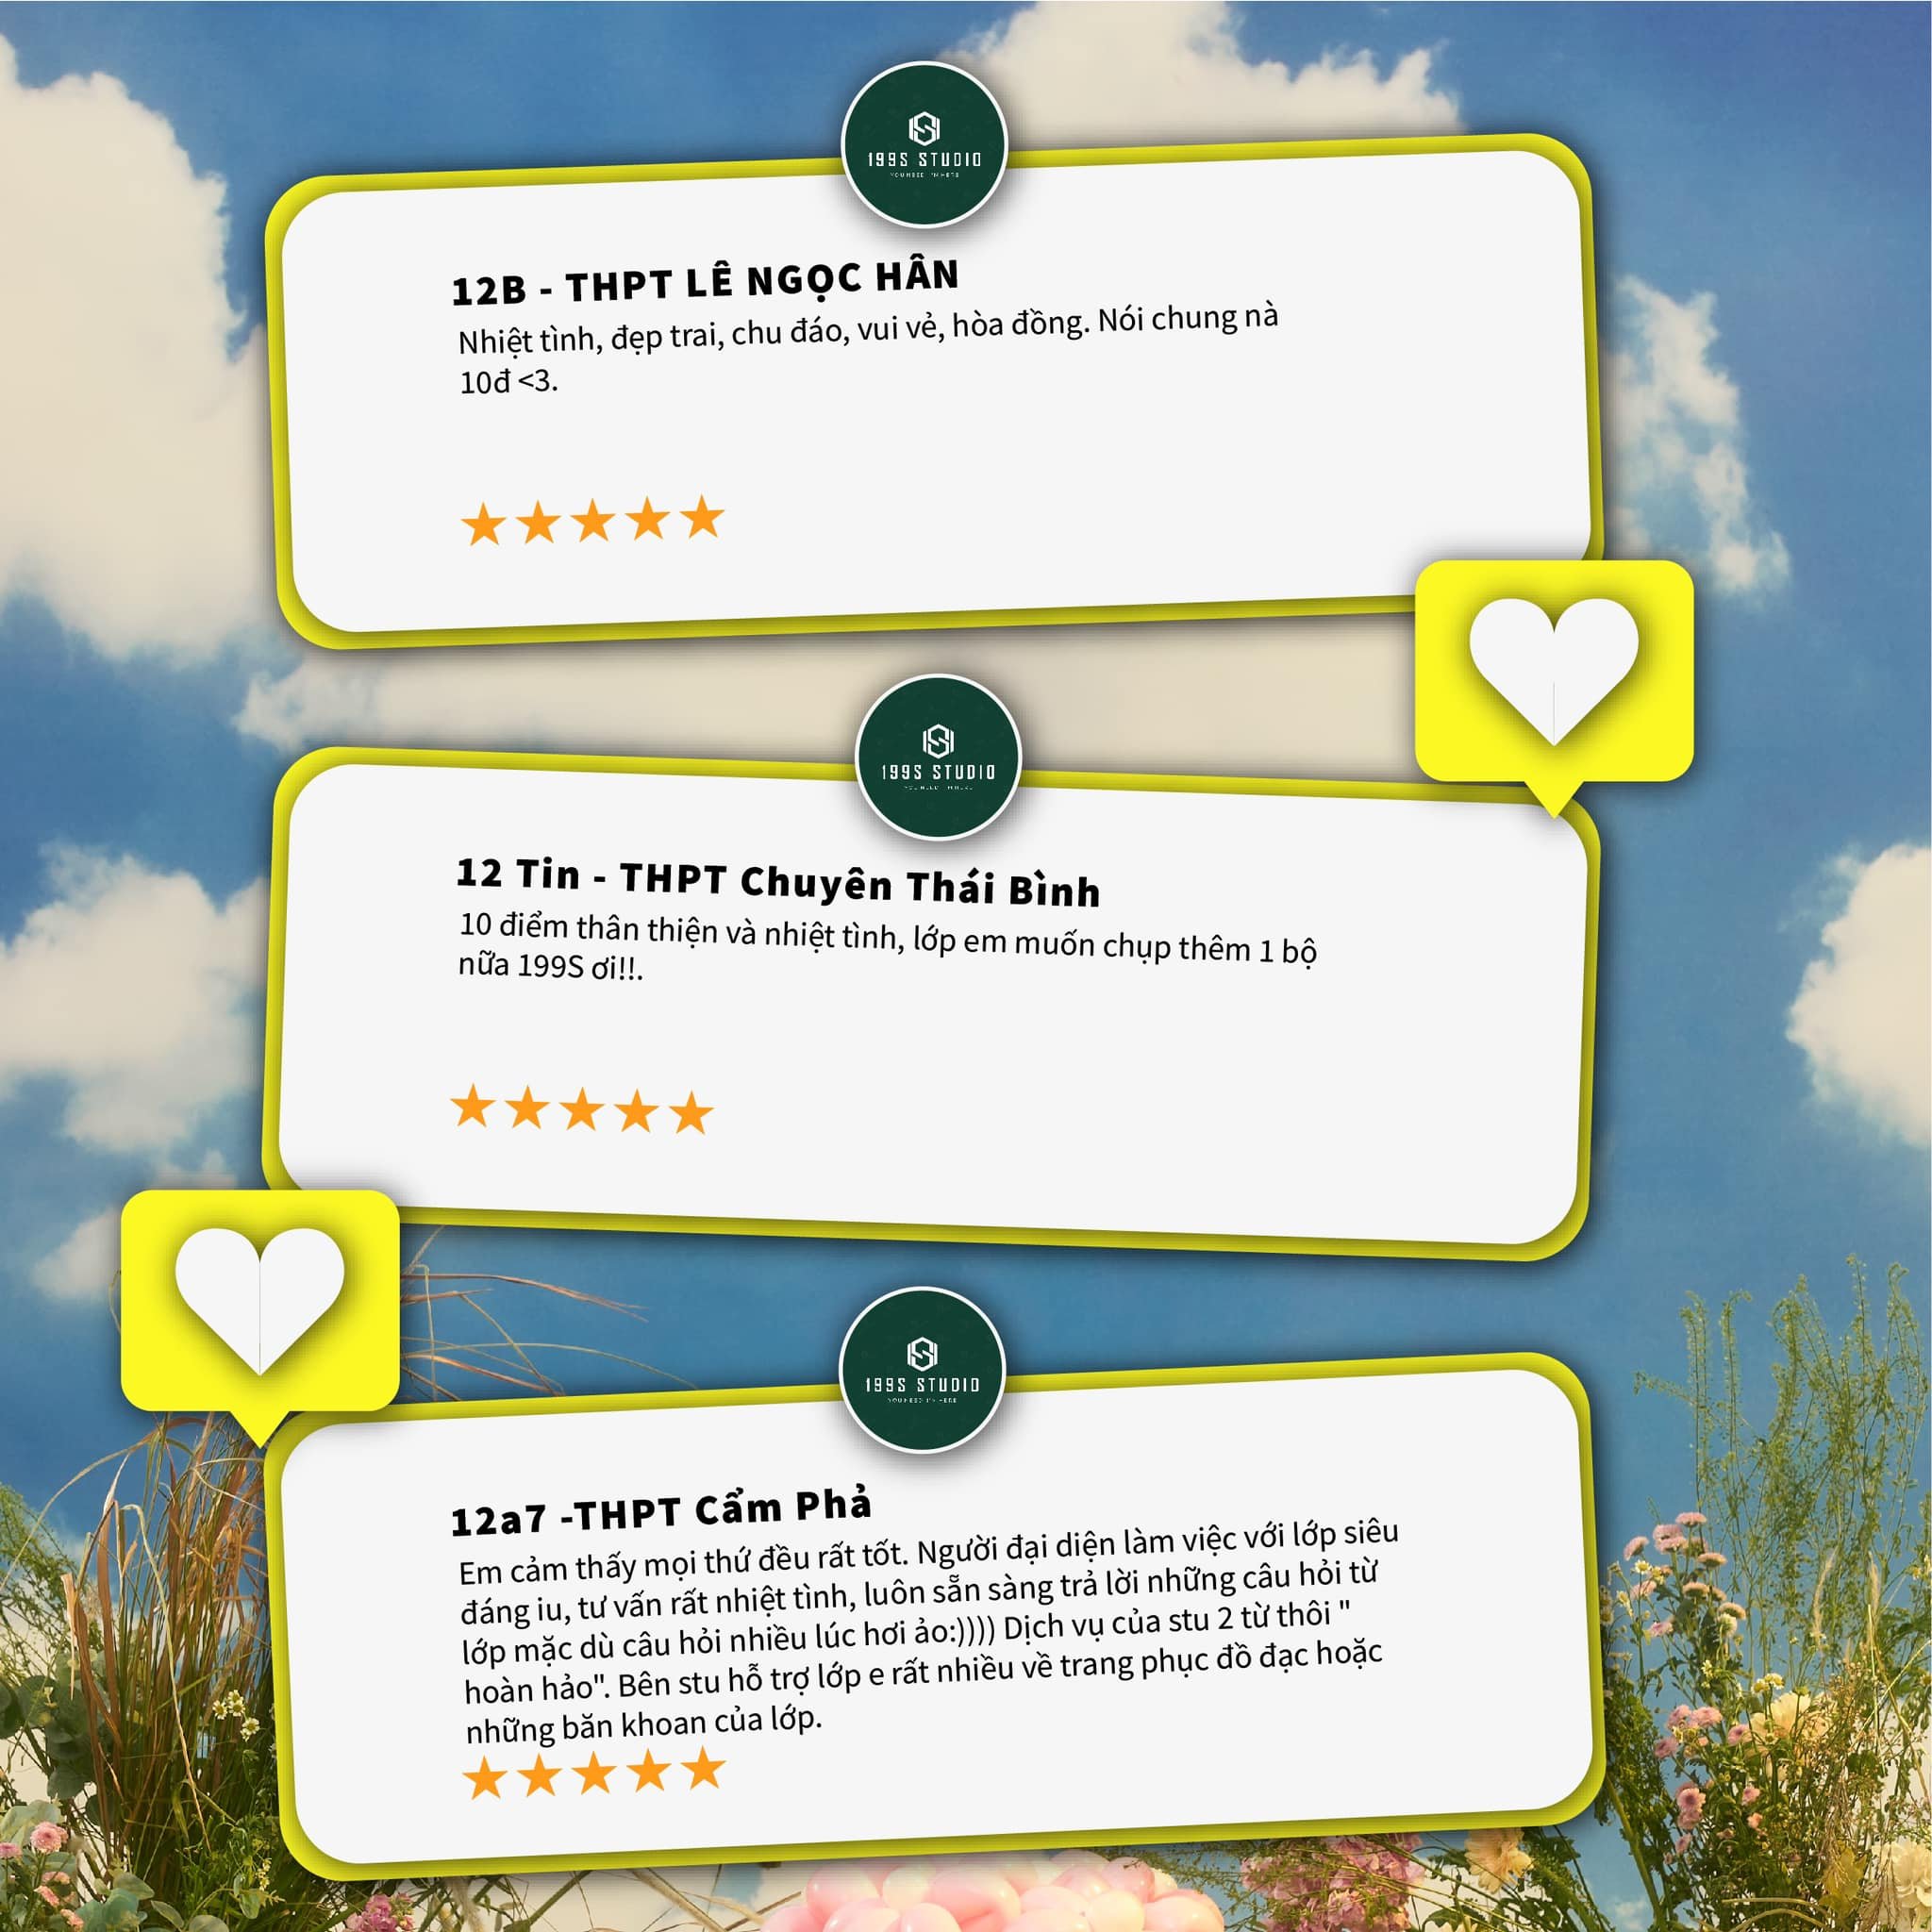 199S STUDIO
12B - THPT LÊ NGỌC HÂN
Nhiệt tình, đẹp trai, chu đáo, vui vẻ, hòa đồng. Nói chung nà
10đ <3.
199S STUDIO
12 Tin - THPT Chuyên Thái Bình
10 điểm thân thiện và nhiệt tình, lớp em muốn chụp thêm 1 bộ
nữa 199S ơi!!.
199S STUDIO
12a7 -THPT Cẩm Phả
Em cảm thấy mọi thứ đều rất tốt. Người đại diện làm việc với lớp siêu
đáng iu, tư vấn rất nhiệt tình, luôn sẵn sàng trả lời những câu hỏi từ
lớp mặc dù câu hỏi nhiều lúc hơi ảo:)))) Dịch vụ của stu 2 từ thôi "
hoàn hảo". Bên stu hỗ trợ lớp e rất nhiều về trang phục đồ đạc hoặc
những băn khoan của lớp.